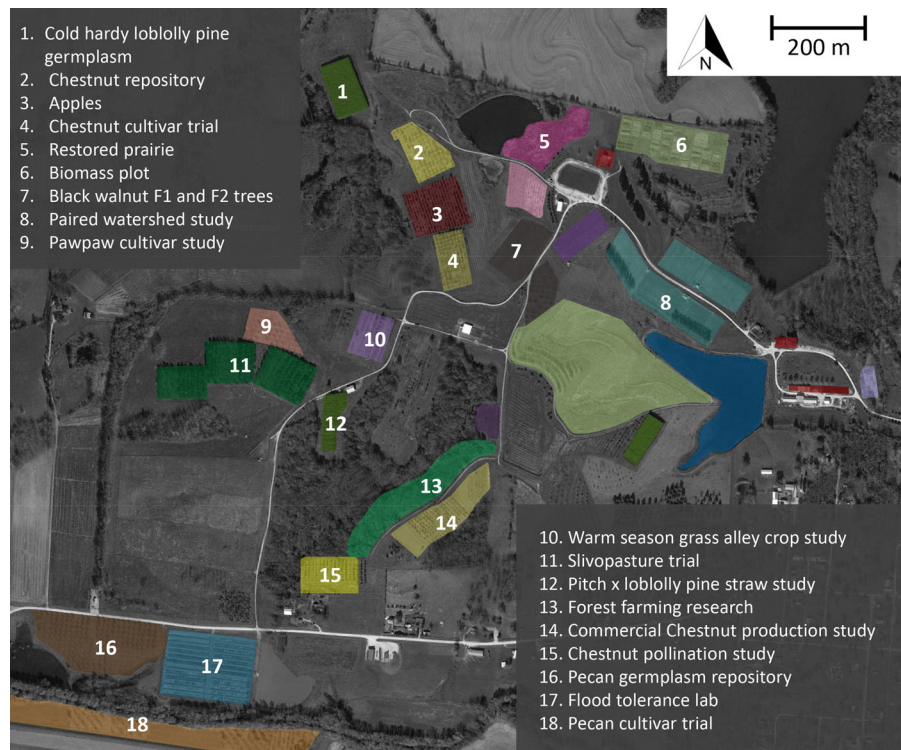 1. Cold hardy loblolly pine
germplasm
2. Chestnut repository
3. Apples
4. Chestnut cultivar trial
5. Restored prairie
6. Biomass plot
7. Black walnut F1 and F2 trees
8. Paired watershed study
9. Pawpaw cultivar study
N
200 m
1
2
3
4
5
6
7
8
9
10
11
12
13
14
15
16
17
18
10. Warm season grass alley crop study
11. Slivopasture trial
12. Pitch x loblolly pine straw study
13. Forest farming research
14. Commercial Chestnut production study
15. Chestnut pollination study
16. Pecan germplasm repository
17. Flood tolerance lab
18. Pecan cultivar trial